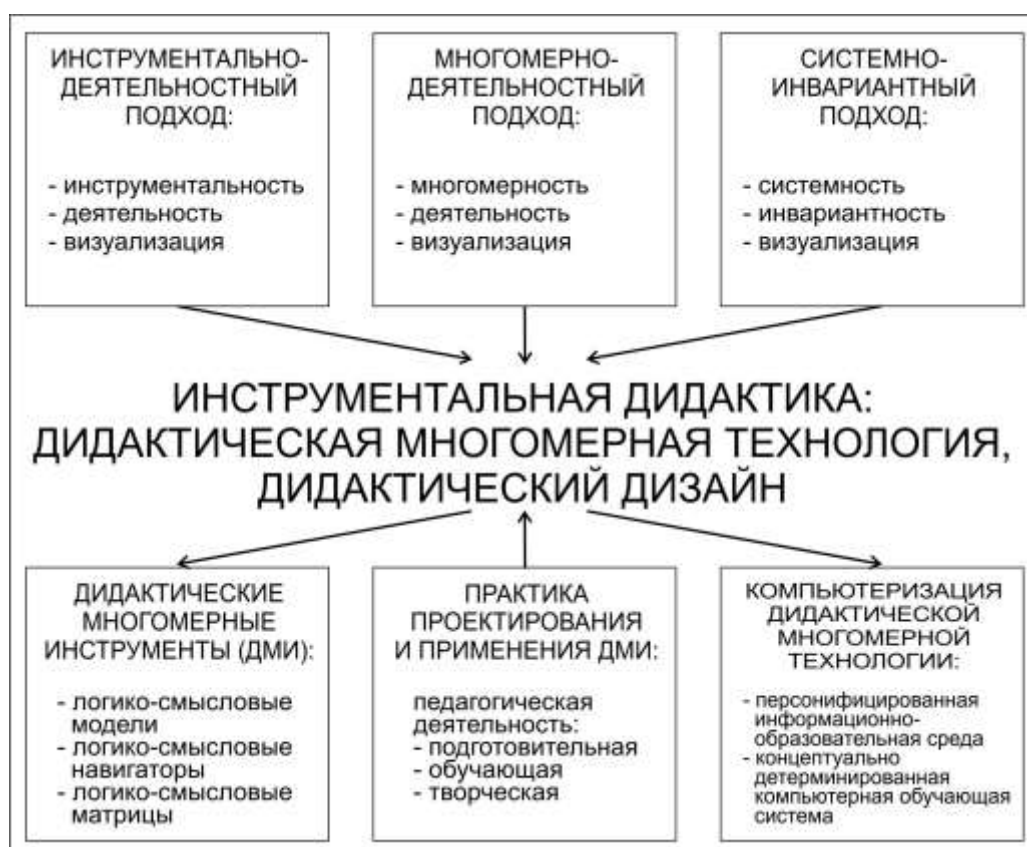 ИНСТРУМЕНТАЛЬНО-
ДЕЯТЕЛЬНОСТНЫЙ
ПОДХОД:
- инструментальность
- деятельность
- визуализация
МНОГОМЕРНО-
ДЕЯТЕЛЬНОСТНЫЙ
ПОДХОД:
- многомерность
- деятельность
- визуализация
СИСТЕМНО-
ИНВАРИАНТНЫЙ
ПОДХОД:
- системность
- инвариантность
- визуализация
ИНСТРУМЕНТАЛЬНАЯ ДИДАКТИКА:
ДИДАКТИЧЕСКАЯ МНОГОМЕРНАЯ ТЕХНОЛОГИЯ,
ДИДАКТИЧЕСКИЙ ДИЗАЙН
ДИДАКТИЧЕСКИЕ
МНОГОМЕРНЫЕ
ИНСТРУМЕНТЫ (ДМИ):
- логико-смысловые
модели
- логико-смысловые
навигаторы
- логико-смысловые
матрицы
ПРАКТИКА
ПРОЕКТИРОВАНИЯ
И ПРИМЕНЕНИЯ ДМИ:
педагогическая
деятельность:
- подготовительная
- обучающая
- творческая
КОМПЬЮТЕРИЗАЦИЯ
ДИДАКТИЧЕСКОЙ
МНОГОМЕРНОЙ
ТЕХНОЛОГИИ:
- персонифицированная
информационно-
образовательная среда
- концептуально
детерминированная
компьютерная обучающая
система